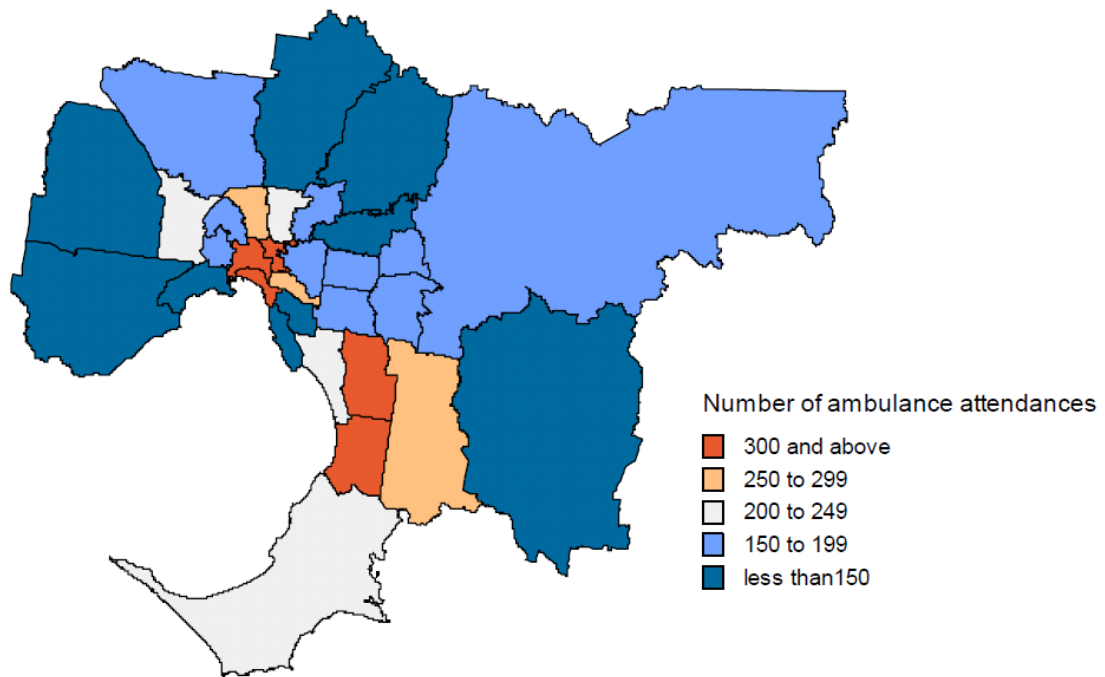 Number of ambulance attendances
300 and above
250 to 299
200 to 249
150 to 199
less than150